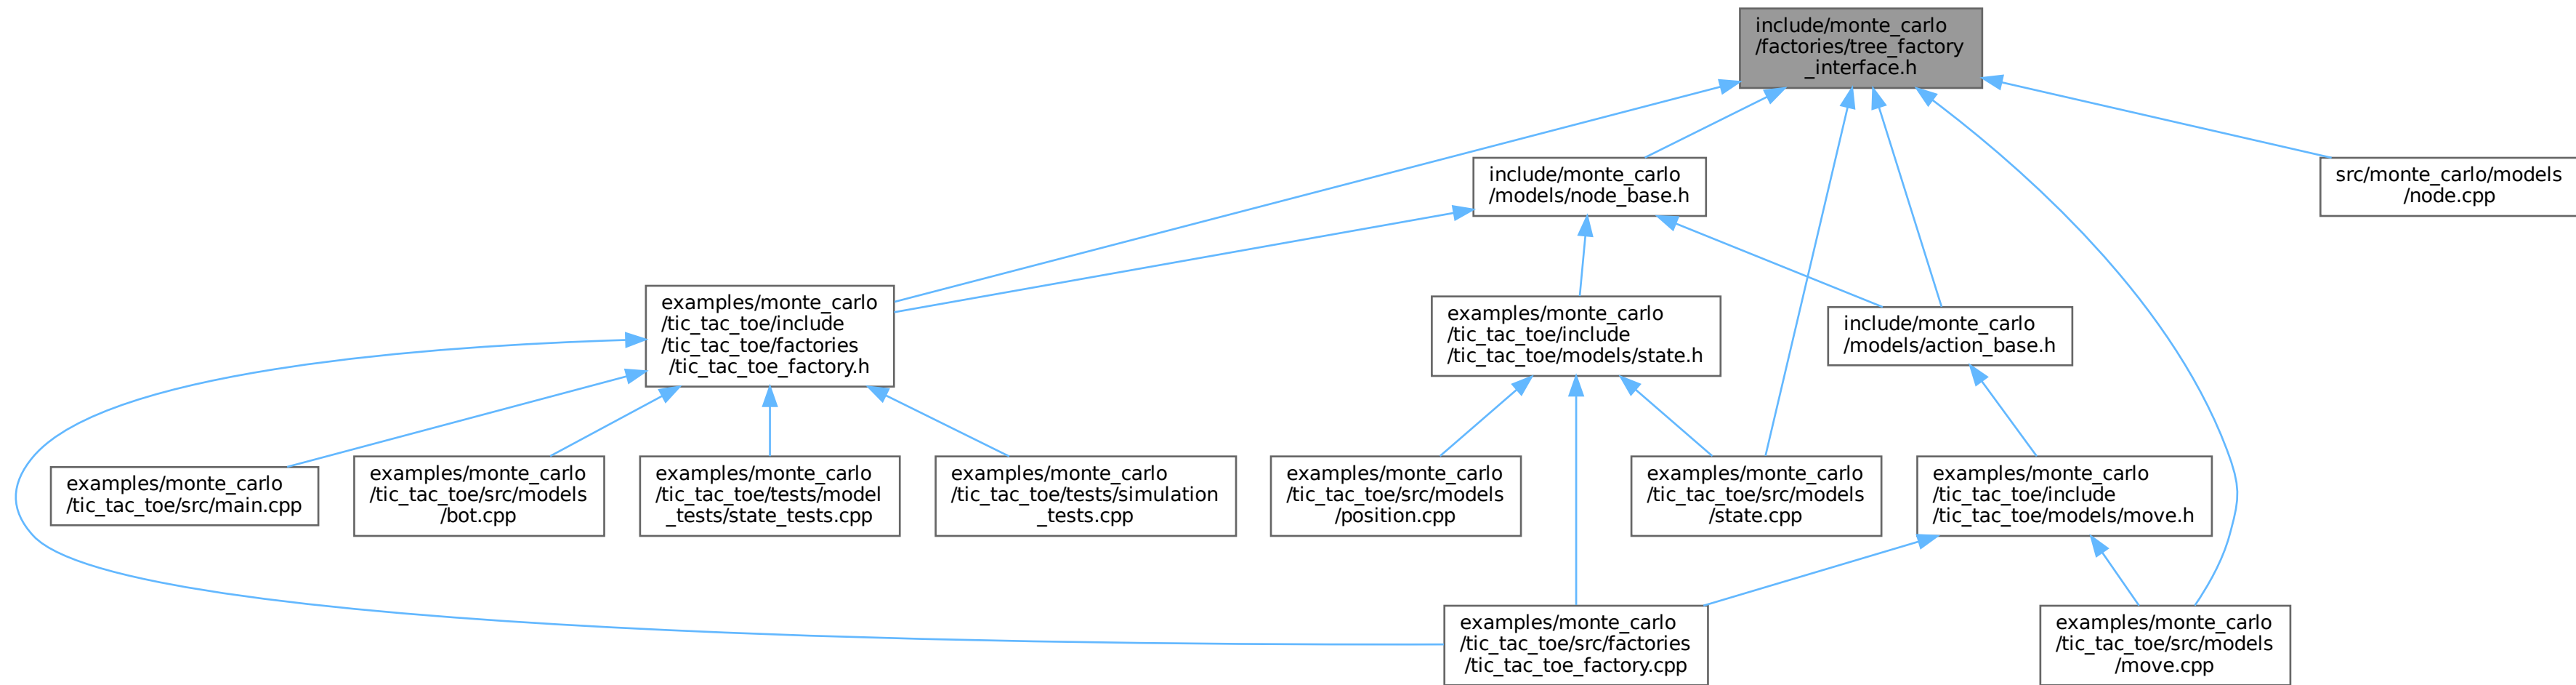 include/monte_carlo
/factories/tree_factory
_interface.h
include/monte_carlo
/models/node_base.h
src/monte_carlo/models
/node.cpp
examples/monte_carlo
/tic_tac_toe/include
/tic_tac_toe/factories
/tic_tac_toe_factory.h
examples/monte_carlo
/tic_tac_toe/include
/tic_tac_toe/models/state.h
include/monte_carlo
/models/action_base.h
examples/monte_carlo
/tic_tac_toe/src/main.cpp
examples/monte_carlo
/tic_tac_toe/src/models
/bot.cpp
examples/monte_carlo
/tic_tac_toe/tests/model
_tests/state_tests.cpp
examples/monte_carlo
/tic_tac_toe/tests/simulation
_tests.cpp
examples/monte_carlo
/tic_tac_toe/src/models
/position.cpp
examples/monte_carlo
/tic_tac_toe/src/models
/state.cpp
examples/monte_carlo
/tic_tac_toe/include
/tic_tac_toe/models/move.h
examples/monte_carlo
/tic_tac_toe/src/factories
/tic_tac_toe_factory.cpp
examples/monte_carlo
/tic_tac_toe/src/models
/move.cpp